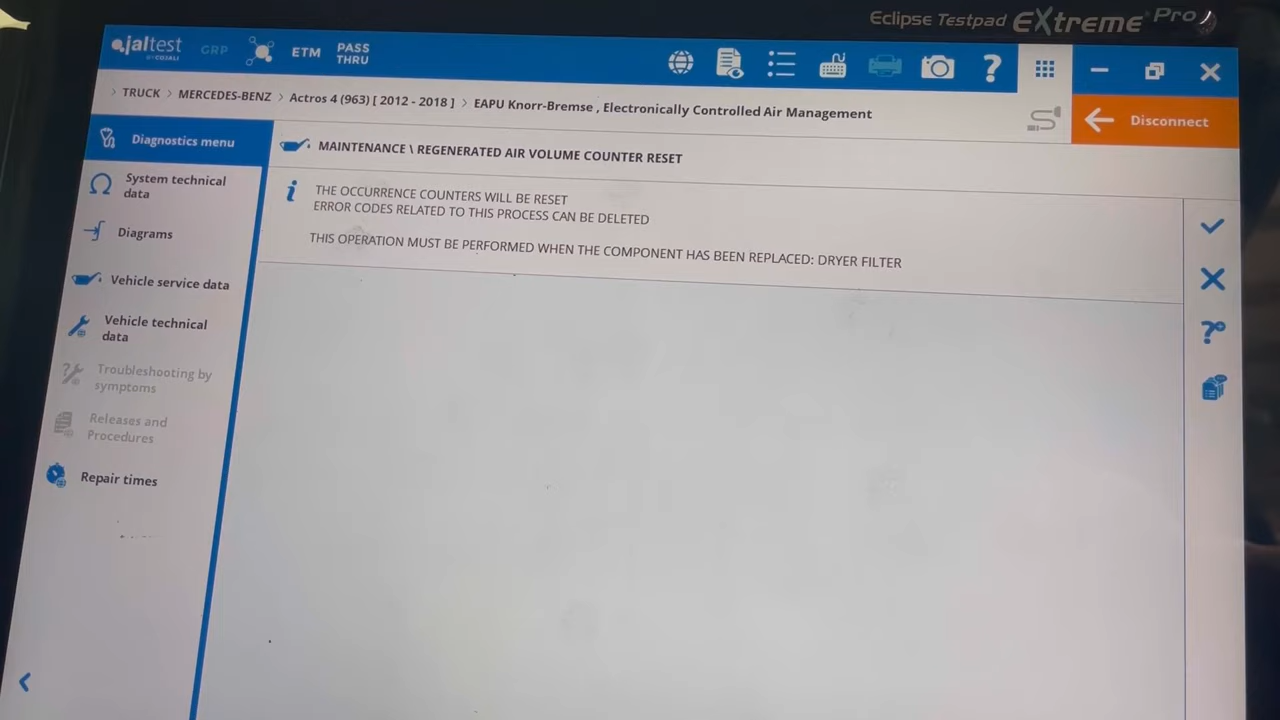 Eclipse Testpad EXtreme Pro
jaltest
BY COJALI
GRP
ETM
PASS
THRU
?
> TRUCK > MERCEDES-BENZ > Actros 4 (963) [ 2012 - 2018 ] > EAPU Knorr-Bremse , Electronically Controlled Air Management
Disconnect
Diagnostics menu
MAINTENANCE \ REGENERATED AIR VOLUME COUNTER RESET
System technical
data
Diagrams
Vehicle service data
Vehicle technical
data
Troubleshooting by
symptoms
Releases and
Procedures
Repair times
i
THE OCCURRENCE COUNTERS WILL BE RESET
ERROR CODES RELATED TO THIS PROCESS CAN BE DELETED
THIS OPERATION MUST BE PERFORMED WHEN THE COMPONENT HAS BEEN REPLACED: DRYER FILTER